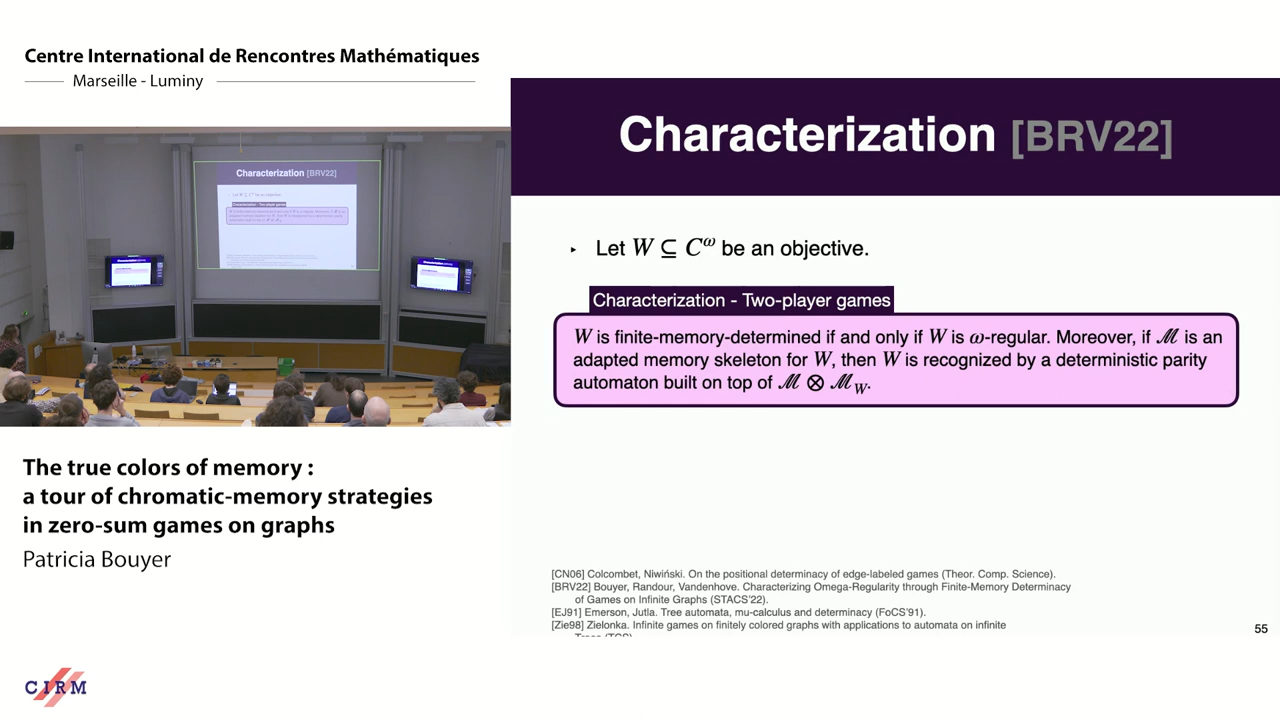 Centre International de Rencontres Mathématiques
Marseille - Luminy
Characterization [BRV22]
Let W ⊆ C^ω be an objective.
Characterization - Two-player games
W is finite-memory-determined if and only if W is ω-regular. Moreover, if ℳ is an
adapted memory skeleton for W, then W is recognized by a deterministic parity
automaton built on top of ℳ ⊗ ℳ_W.
[CN06] Colcombet, Niwiński. On the positional determinacy of edge-labeled games (Theor. Comp. Science).
[BRV22] Bouyer, Randour, Vandenhove. Characterizing Omega-Regularity through Finite-Memory Determinacy
of Games on Infinite Graphs (STACS'22).
[EJ91] Emerson, Jutla. Tree automata, mu-calculus and determinacy (FoCS'91).
[Zie98] Zielonka. Infinite games on finitely colored graphs with applications to automata on infinite
55
Characterization [BRV22]
The true colors of memory :
a tour of chromatic-memory strategies
in zero-sum games on graphs
Patricia Bouyer
CIRM